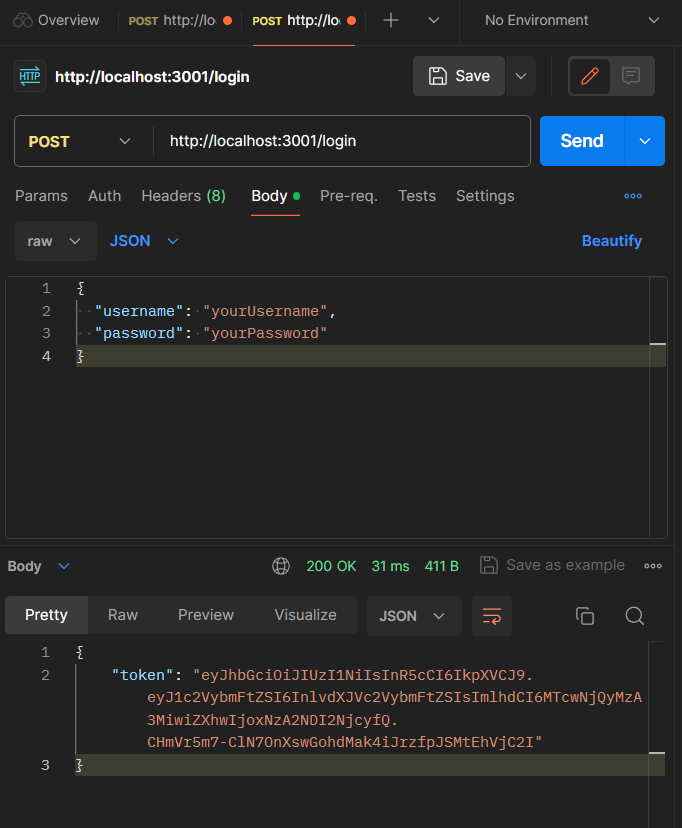 Overview POST http://lo POST http://lo No Environment
HTTP http://localhost:3001/login Save
POST http://localhost:3001/login Send
Params Auth Headers (8) Body Pre-req. Tests Settings
raw JSON Beautify
1 {
2 "username": "yourUsername",
3 "password": "yourPassword"
4 }
Body 200 OK 31 ms 411 B Save as example
Pretty Raw Preview Visualize JSON
1 {
2 "token": "eyJhbGciOiJIUzI1NiIsInR5cCI6IkpXVCJ9.
eyJ1c2VybmFtZSI6InlvdXJVc2VybmFtZSIsImlhdCI6MTcwNjQyMzA
3MiwiZXhwIjoxNzA2NDI2NjcyfQ.
CHmVr5m7-ClN7OnXswGohdMak4iJrzfpJSMtEhVjC2I"
3 }